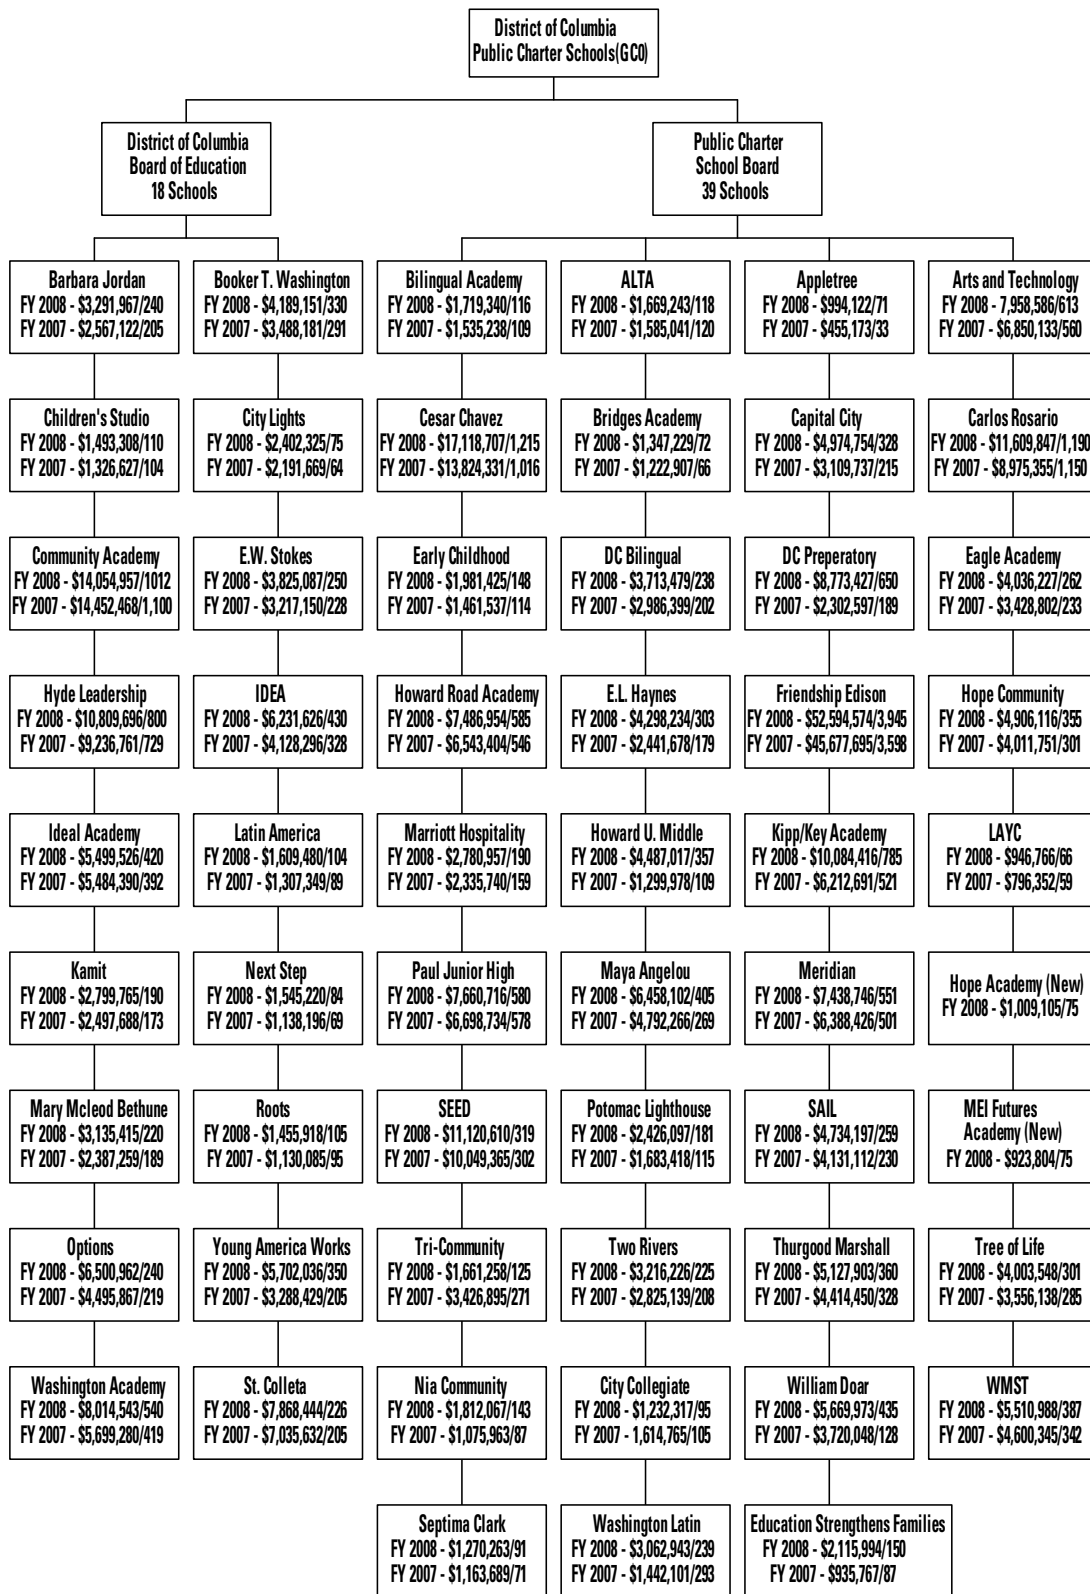 District of Columbia
Public Charter Schools(GC0)
District of Columbia
Board of Education
18 Schools
Public Charter
School Board
39 Schools
Barbara Jordan
FY 2008 - $3,291,967/240
FY 2007 - $2,567,122/205
Booker T. Washington
FY 2008 - $4,189,151/330
FY 2007 - $3,488,181/291
Bilingual Academy
FY 2008 - $1,719,340/116
FY 2007 - $1,535,238/109
ALTA
FY 2008 - $1,669,243/118
FY 2007 - $1,585,041/120
Appletree
FY 2008 - $994,122/71
FY 2007 - $455,173/33
Arts and Technology
FY 2008 - 7,958,586/613
FY 2007 - $6,850,133/560
Children's Studio
FY 2008 - $1,493,308/110
FY 2007 - $1,326,627/104
City Lights
FY 2008 - $2,402,325/75
FY 2007 - $2,191,669/64
Cesar Chavez
FY 2008 - $17,118,707/1,215
FY 2007 - $13,824,331/1,016
Bridges Academy
FY 2008 - $1,347,229/72
FY 2007 - $1,222,907/66
Capital City
FY 2008 - $4,974,754/328
FY 2007 - $3,109,737/215
Carlos Rosario
FY 2008 - $11,609,847/1,190
FY 2007 - $8,975,355/1,150
Community Academy
FY 2008 - $14,054,957/1012
FY 2007 - $14,452,468/1,100
E.W. Stokes
FY 2008 - $3,825,087/250
FY 2007 - $3,217,150/228
Early Childhood
FY 2008 - $1,981,425/148
FY 2007 - $1,461,537/114
DC Bilingual
FY 2008 - $3,713,479/238
FY 2007 - $2,986,399/202
DC Preperatory
FY 2008 - $8,773,427/650
FY 2007 - $2,302,597/189
Eagle Academy
FY 2008 - $4,036,227/262
FY 2007 - $3,428,802/233
Hyde Leadership
FY 2008 - $10,809,696/800
FY 2007 - $9,236,761/729
IDEA
FY 2008 - $6,231,626/430
FY 2007 - $4,128,296/328
Howard Road Academy
FY 2008 - $7,486,954/585
FY 2007 - $6,543,404/546
E.L. Haynes
FY 2008 - $4,298,234/303
FY 2007 - $2,441,678/179
Friendship Edison
FY 2008 - $52,594,574/3,945
FY 2007 - $45,677,695/3,598
Hope Community
FY 2008 - $4,906,116/355
FY 2007 - $4,011,751/301
Ideal Academy
FY 2008 - $5,499,526/420
FY 2007 - $5,484,390/392
Latin America
FY 2008 - $1,609,480/104
FY 2007 - $1,307,349/89
Marriott Hospitality
FY 2008 - $2,780,957/190
FY 2007 - $2,335,740/159
Howard U. Middle
FY 2008 - $4,487,017/357
FY 2007 - $1,299,978/109
Kipp/Key Academy
FY 2008 - $10,084,416/785
FY 2007 - $6,212,691/521
LAYC
FY 2008 - $946,766/66
FY 2007 - $796,352/59
Kamit
FY 2008 - $2,799,765/190
FY 2007 - $2,497,688/173
Next Step
FY 2008 - $1,545,220/84
FY 2007 - $1,138,196/69
Paul Junior High
FY 2008 - $7,660,716/580
FY 2007 - $6,698,734/578
Maya Angelou
FY 2008 - $6,458,102/405
FY 2007 - $4,792,266/269
Meridian
FY 2008 - $7,438,746/551
FY 2007 - $6,388,426/501
Hope Academy (New)
FY 2008 - $1,009,105/75
Mary Mcleod Bethune
FY 2008 - $3,135,415/220
FY 2007 - $2,387,259/189
Roots
FY 2008 - $1,455,918/105
FY 2007 - $1,130,085/95
SEED
FY 2008 - $11,120,610/319
FY 2007 - $10,049,365/302
Potomac Lighthouse
FY 2008 - $2,426,097/181
FY 2007 - $1,683,418/115
SAIL
FY 2008 - $4,734,197/259
FY 2007 - $4,131,112/230
MEI Futures
Academy (New)
FY 2008 - $923,804/75
Options
FY 2008 - $6,500,962/240
FY 2007 - $4,495,867/219
Young America Works
FY 2008 - $5,702,036/350
FY 2007 - $3,288,429/205
Tri-Community
FY 2008 - $1,661,258/125
FY 2007 - $3,426,895/271
Two Rivers
FY 2008 - $3,216,226/225
FY 2007 - $2,825,139/208
Thurgood Marshall
FY 2008 - $5,127,903/360
FY 2007 - $4,414,450/328
Tree of Life
FY 2008 - $4,003,548/301
FY 2007 - $3,556,138/285
Washington Academy
FY 2008 - $8,014,543/540
FY 2007 - $5,699,280/419
St. Colleta
FY 2008 - $7,868,444/226
FY 2007 - $7,035,632/205
Nia Community
FY 2008 - $1,812,067/143
FY 2007 - $1,075,963/87
City Collegiate
FY 2008 - $1,232,317/95
FY 2007 - 1,614,765/105
William Doar
FY 2008 - $5,669,973/435
FY 2007 - $3,720,048/128
WMST
FY 2008 - $5,510,988/387
FY 2007 - $4,600,345/342
Septima Clark
FY 2008 - $1,270,263/91
FY 2007 - $1,163,689/71
Washington Latin
FY 2008 - $3,062,943/239
FY 2007 - $1,442,101/293
Education Strengthens Families
FY 2008 - $2,115,994/150
FY 2007 - $935,767/87